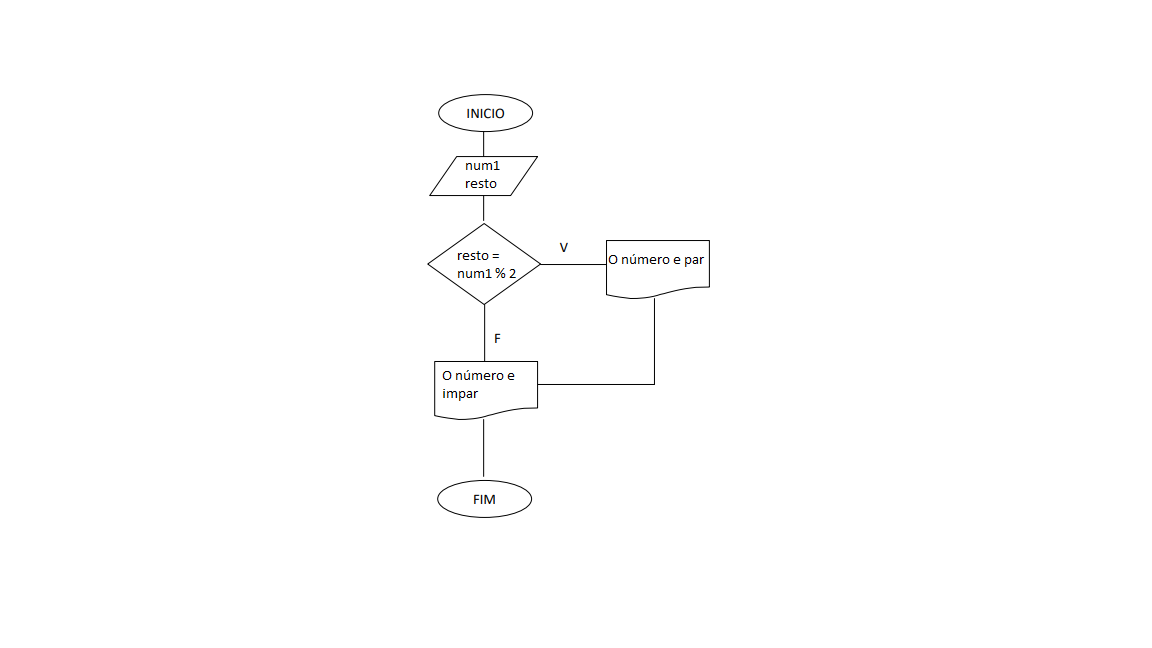 INICIO
num1
resto
resto =
num1 % 2
V
O número e par
F
O número e
impar
FIM